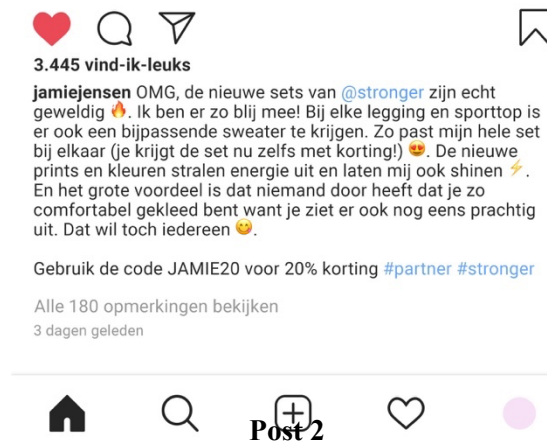 3.445 vind-ik-leuks
jamiejensen OMG, de nieuwe sets van @stronger zijn echt
geweldig 🔥. Ik ben er zo blij mee! Bij elke legging en sporttop is
er ook een bijpassende sweater te krijgen. Zo past mijn hele set
bij elkaar (je krijgt de set nu zelfs met korting!) 😍. De nieuwe
prints en kleuren stralen energie uit en laten mij ook shinen ⚡.
En het grote voordeel is dat niemand door heeft dat je zo
comfortabel gekleed bent want je ziet er ook nog eens prachtig
uit. Dat wil toch iedereen 😋.
Gebruik de code JAMIE20 voor 20% korting #partner #stronger
Alle 180 opmerkingen bekijken
3 dagen geleden
Post 2